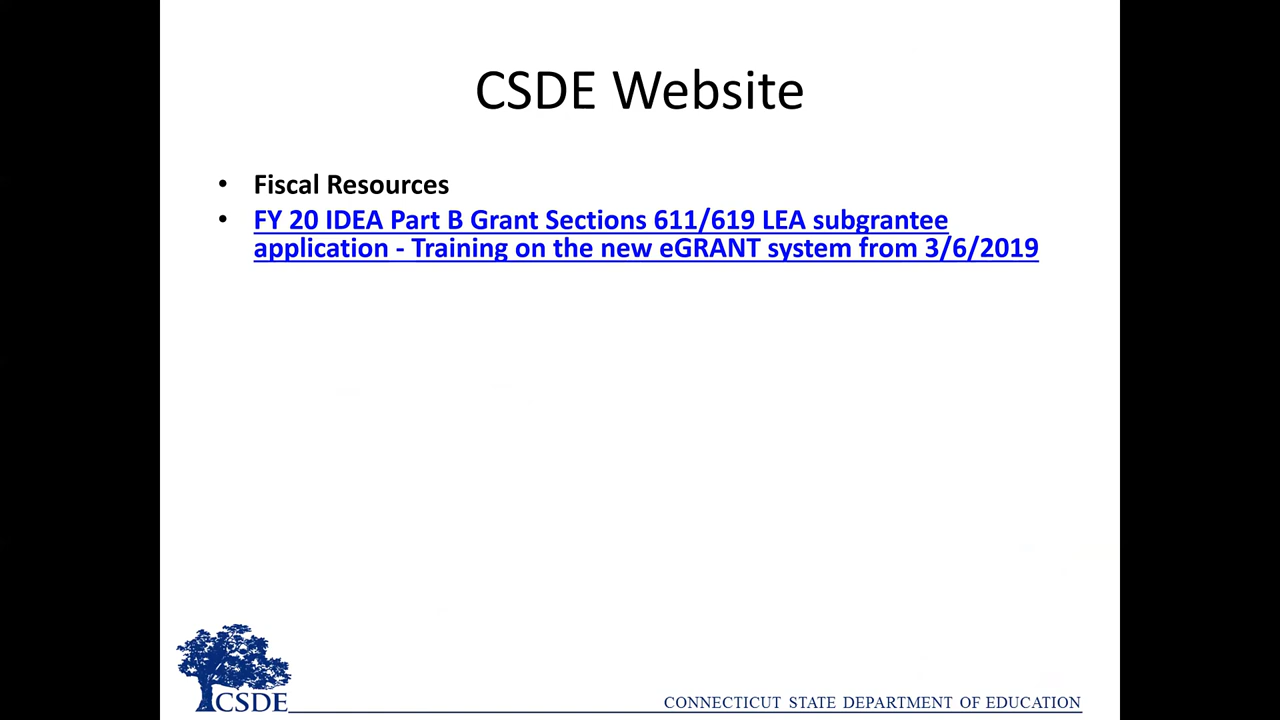 CSDE Website
• Fiscal Resources
• FY 20 IDEA Part B Grant Sections 611/619 LEA subgrantee
application - Training on the new eGRANT system from 3/6/2019
CSDE
CONNECTICUT STATE DEPARTMENT OF EDUCATION